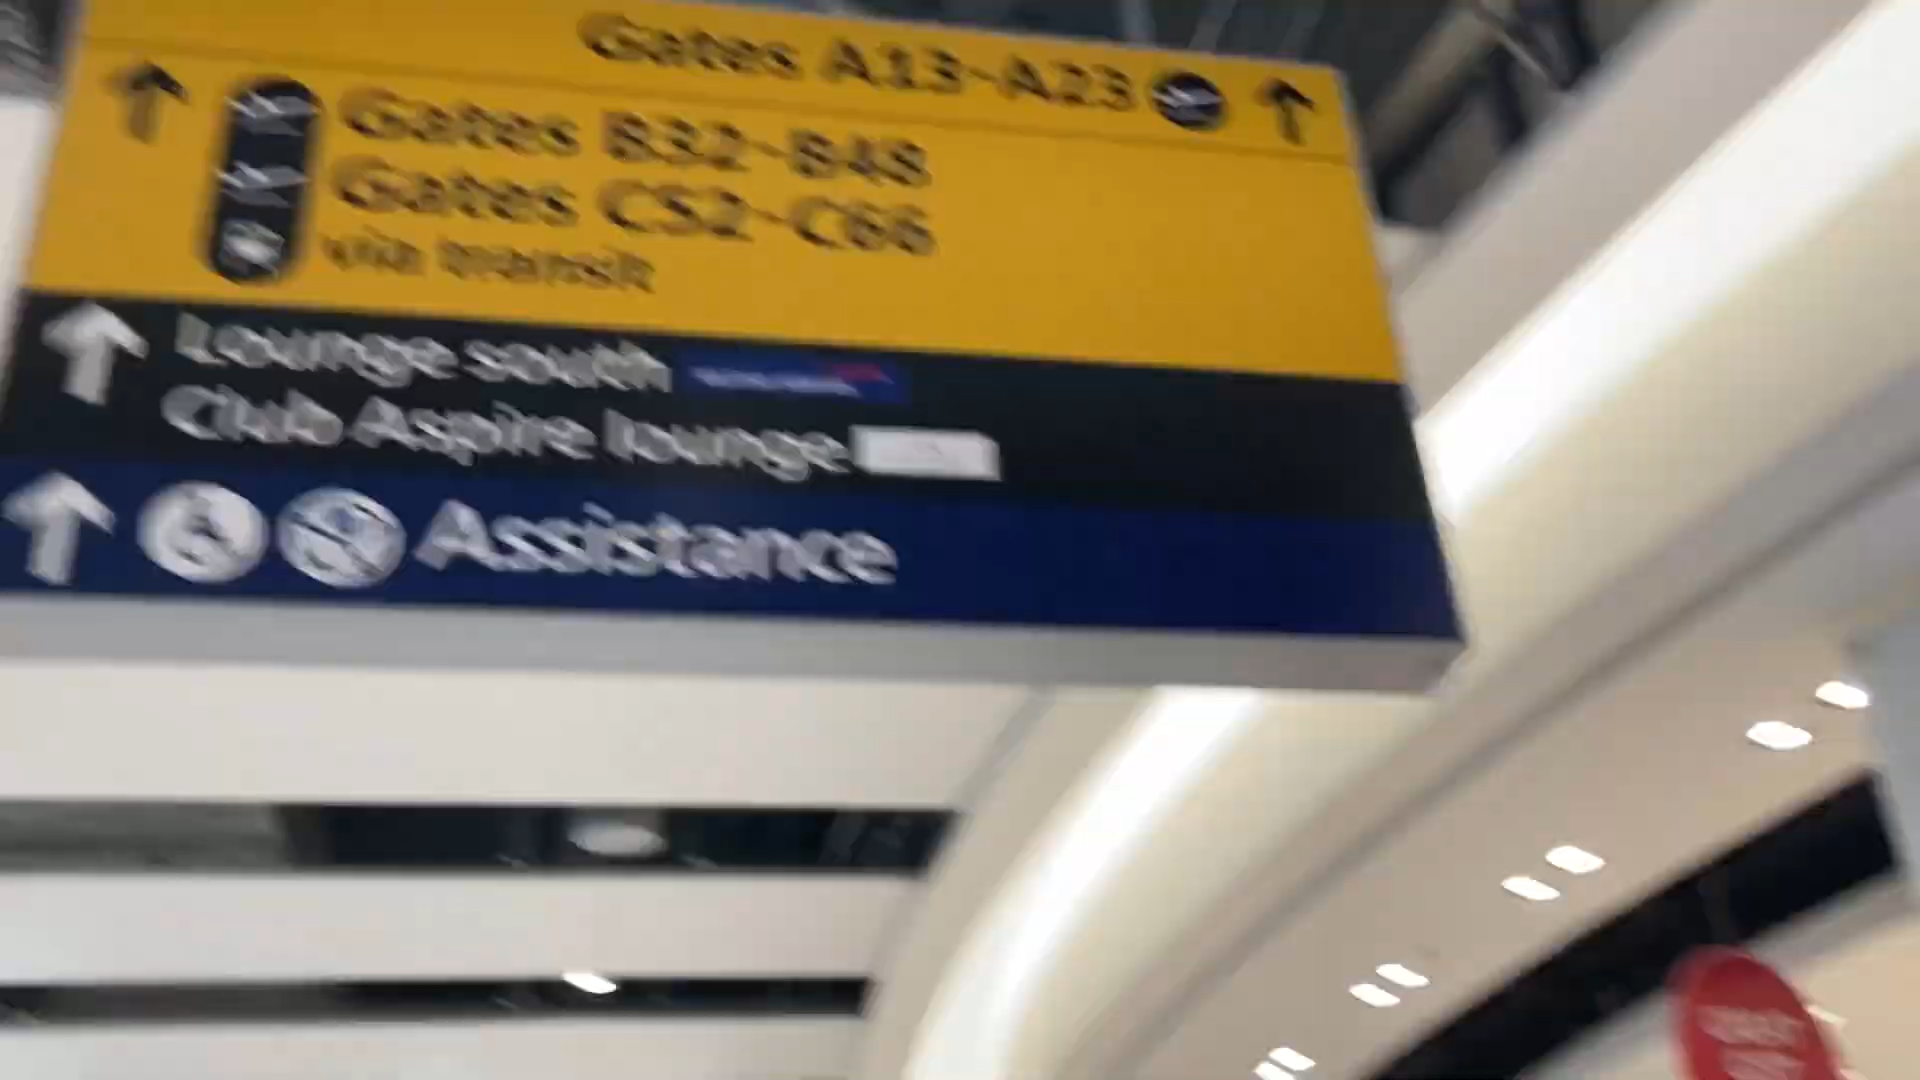 Gates A13-A23
Gates B32-B48
Gates C52-C66
via transit
Lounge south
Club Aspire lounge
Assistance